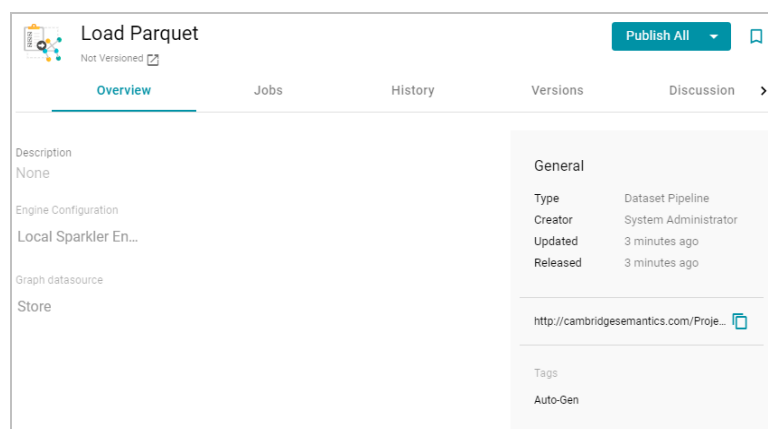 Load Parquet
Publish All
Not Versioned
Overview Jobs History Versions Discussion
Description
None
Engine Configuration
Local Sparkler En...
Graph datasource
Store
General
Type Dataset Pipeline
Creator System Administrator
Updated 3 minutes ago
Released 3 minutes ago
http://cambridgesemantics.com/Proje...
Tags
Auto-Gen